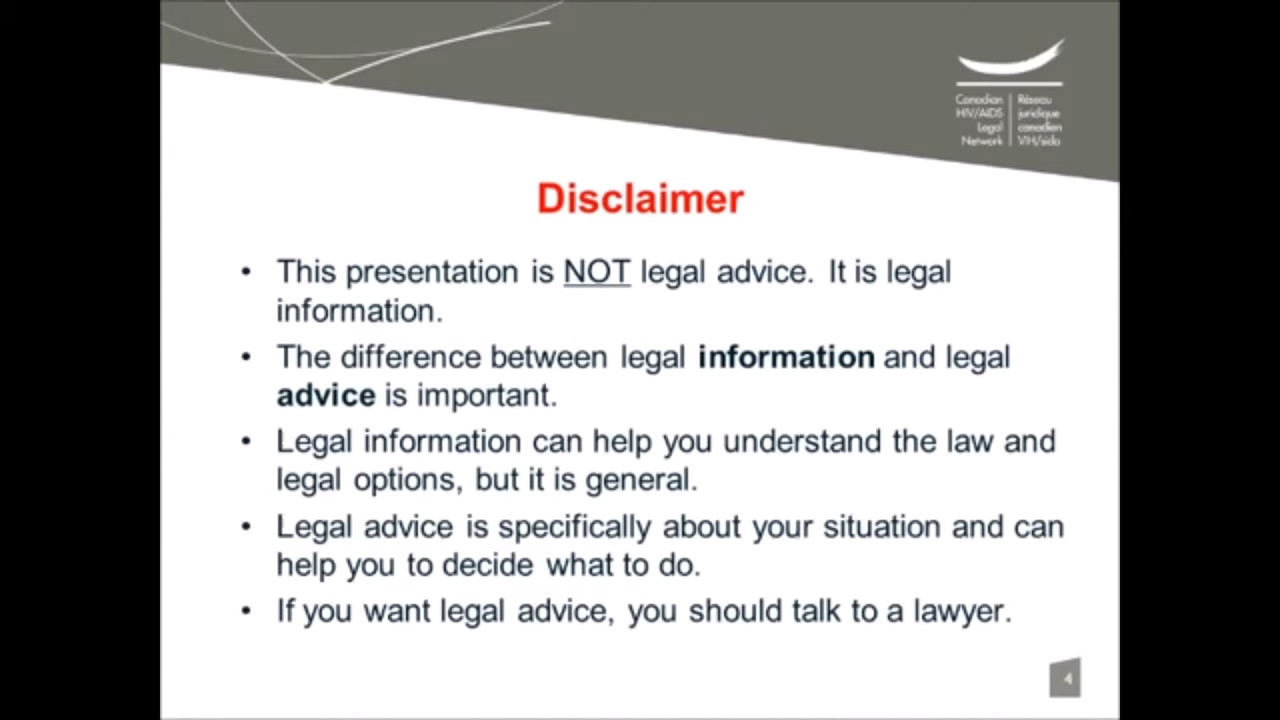 Canadian
HIV/AIDS
Legal
Network
Réseau
juridique
canadien
VIH/sida
Disclaimer
• This presentation is NOT legal advice. It is legal
information.
• The difference between legal information and legal
advice is important.
• Legal information can help you understand the law and
legal options, but it is general.
• Legal advice is specifically about your situation and can
help you to decide what to do.
• If you want legal advice, you should talk to a lawyer.
4